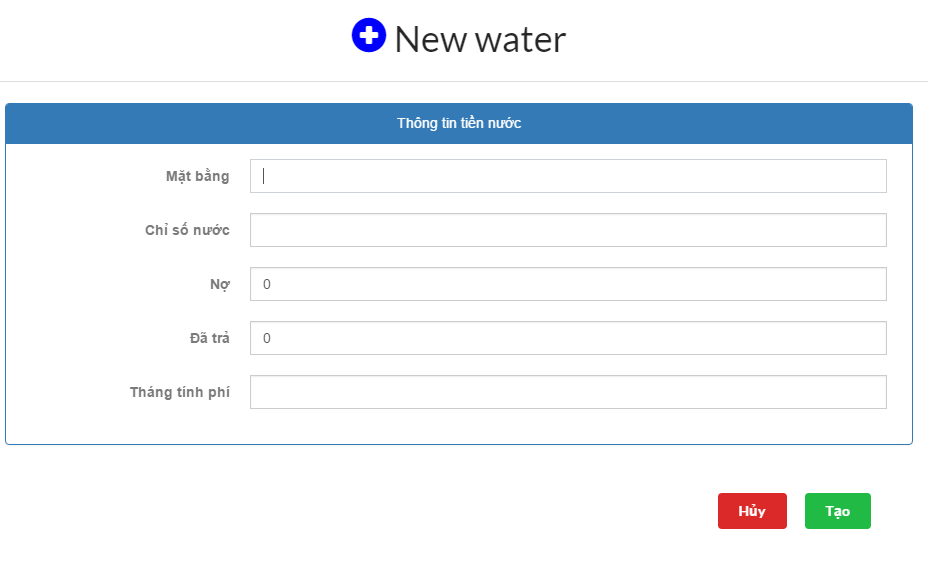 New water
Thông tin tiền nước
Mặt bằng
Chỉ số nước
Nợ 0
Đã trả 0
Tháng tính phí
Hủy Tạo